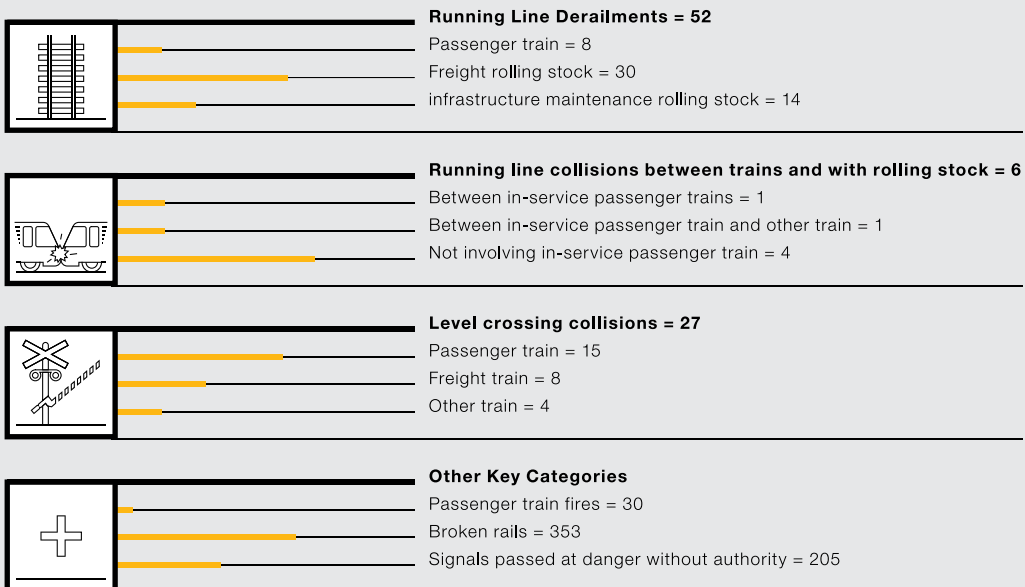 Running Line Derailments = 52
Passenger train = 8
Freight rolling stock = 30
infrastructure maintenance rolling stock = 14
Running line collisions between trains and with rolling stock = 6
Between in-service passenger trains = 1
Between in-service passenger train and other train = 1
Not involving in-service passenger train = 4
Level crossing collisions = 27
Passenger train = 15
Freight train = 8
Other train = 4
Other Key Categories
Passenger train fires = 30
Broken rails = 353
Signals passed at danger without authority = 205